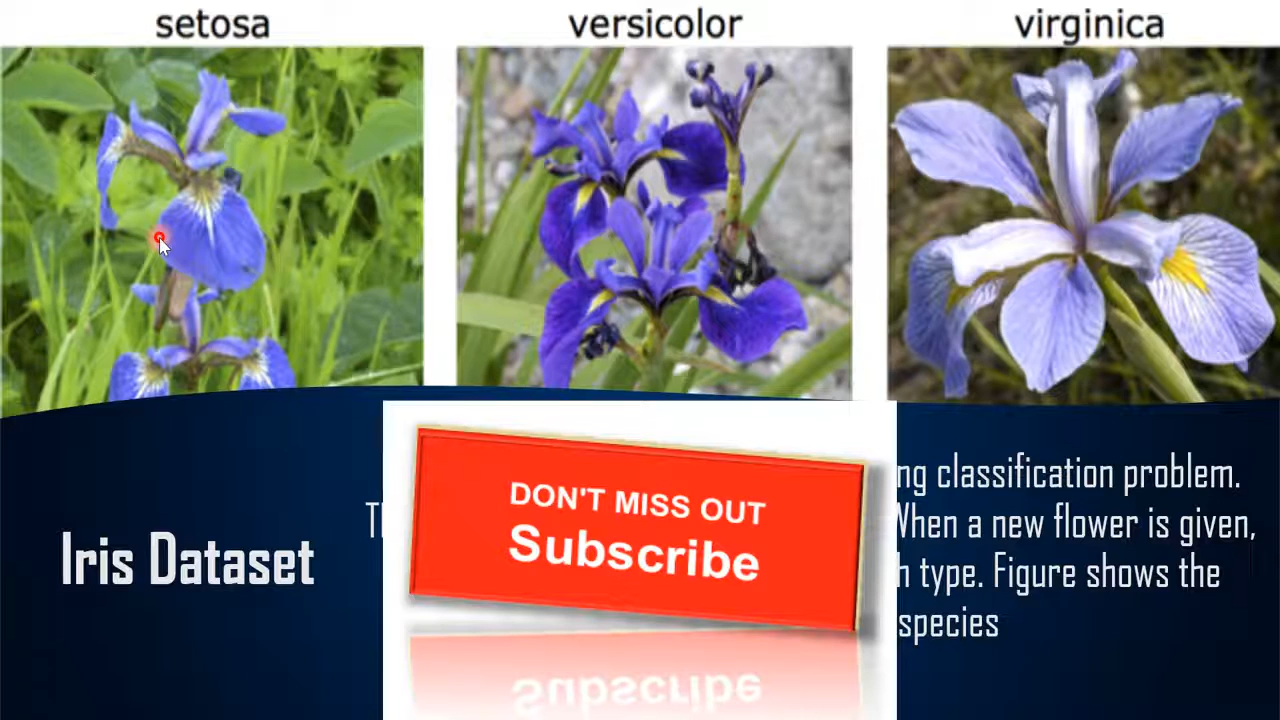 setosa
versicolor
virginica
Iris Dataset
ng classification problem.
When a new flower is given,
h type. Figure shows the
species
DON'T MISS OUT
Subscribe
Subscribe